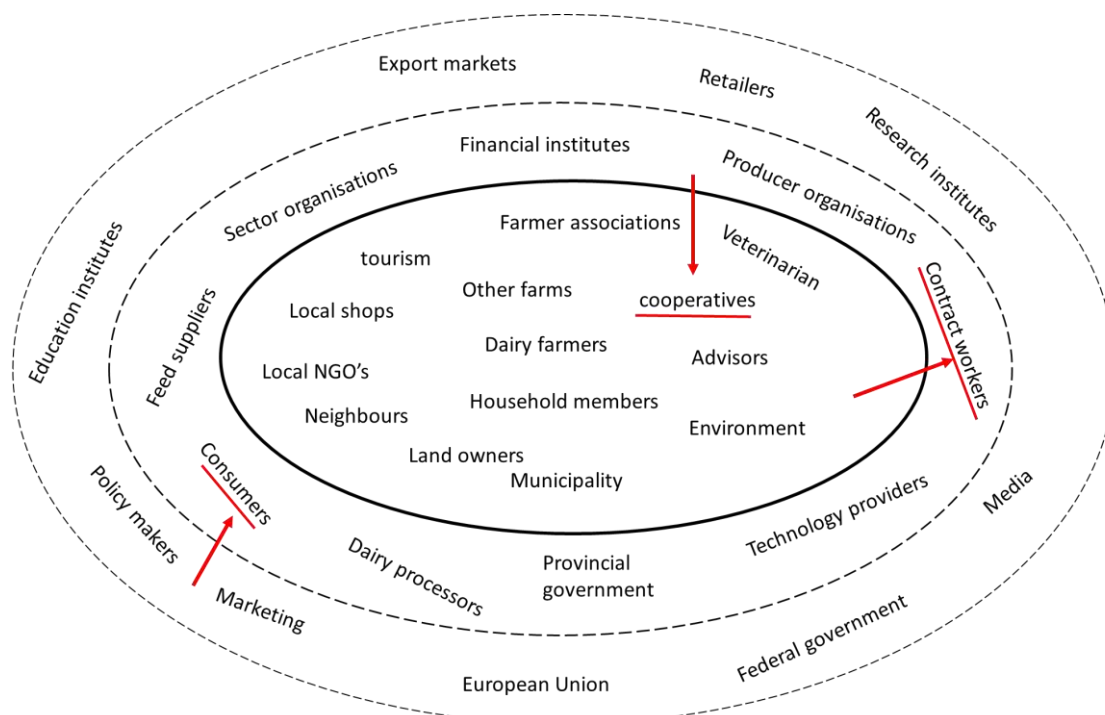 Export markets
Retailers
Research institutes
Financial institutes
Producer organisations
Sector organisations
Farmer associations
Veterinarian
tourism
Education institutes
Other farms
cooperatives
Contract workers
Local shops
Feed suppliers
Dairy farmers
Advisors
Local NGO’s
Household members
Neighbours
Environment
Land owners
Municipality
Consumers
Policy makers
Media
Technology providers
Dairy processors
Provincial
government
Marketing
Federal government
European Union